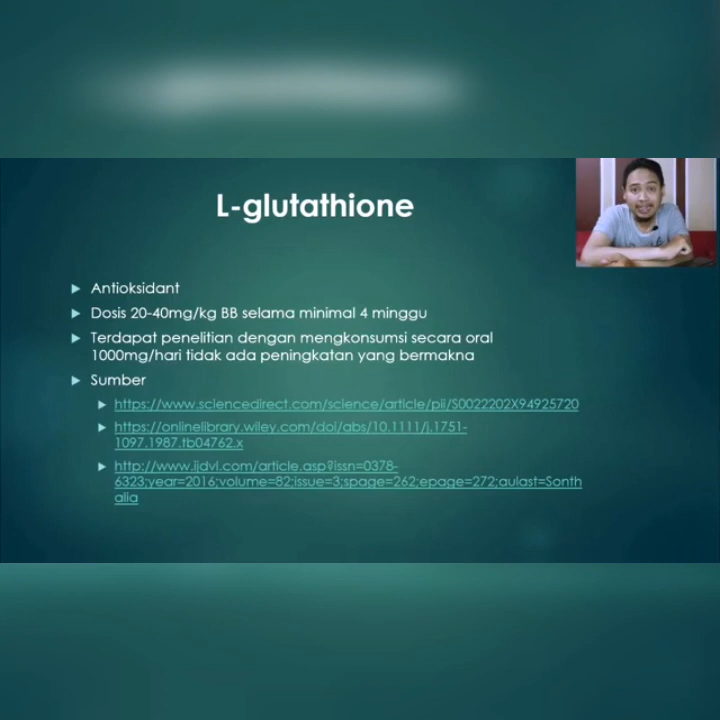 L-glutathione
Antioksidant
Dosis 20-40mg/kg BB selama minimal 4 minggu
Terdapat penelitian dengan mengkonsumsi secara oral
1000mg/hari tidak ada peningkatan yang bermakna
Sumber
https://www.sciencedirect.com/science/article/pii/S0022202X94925720
https://onlinelibrary.wiley.com/doi/abs/10.1111/j.1751-
1097.1987.tb04762.x
http://www.ijdvl.com/article.asp?issn=0378-
6323;year=2016;volume=82;issue=3;spage=262;epage=272;aulast=Sonth
alia